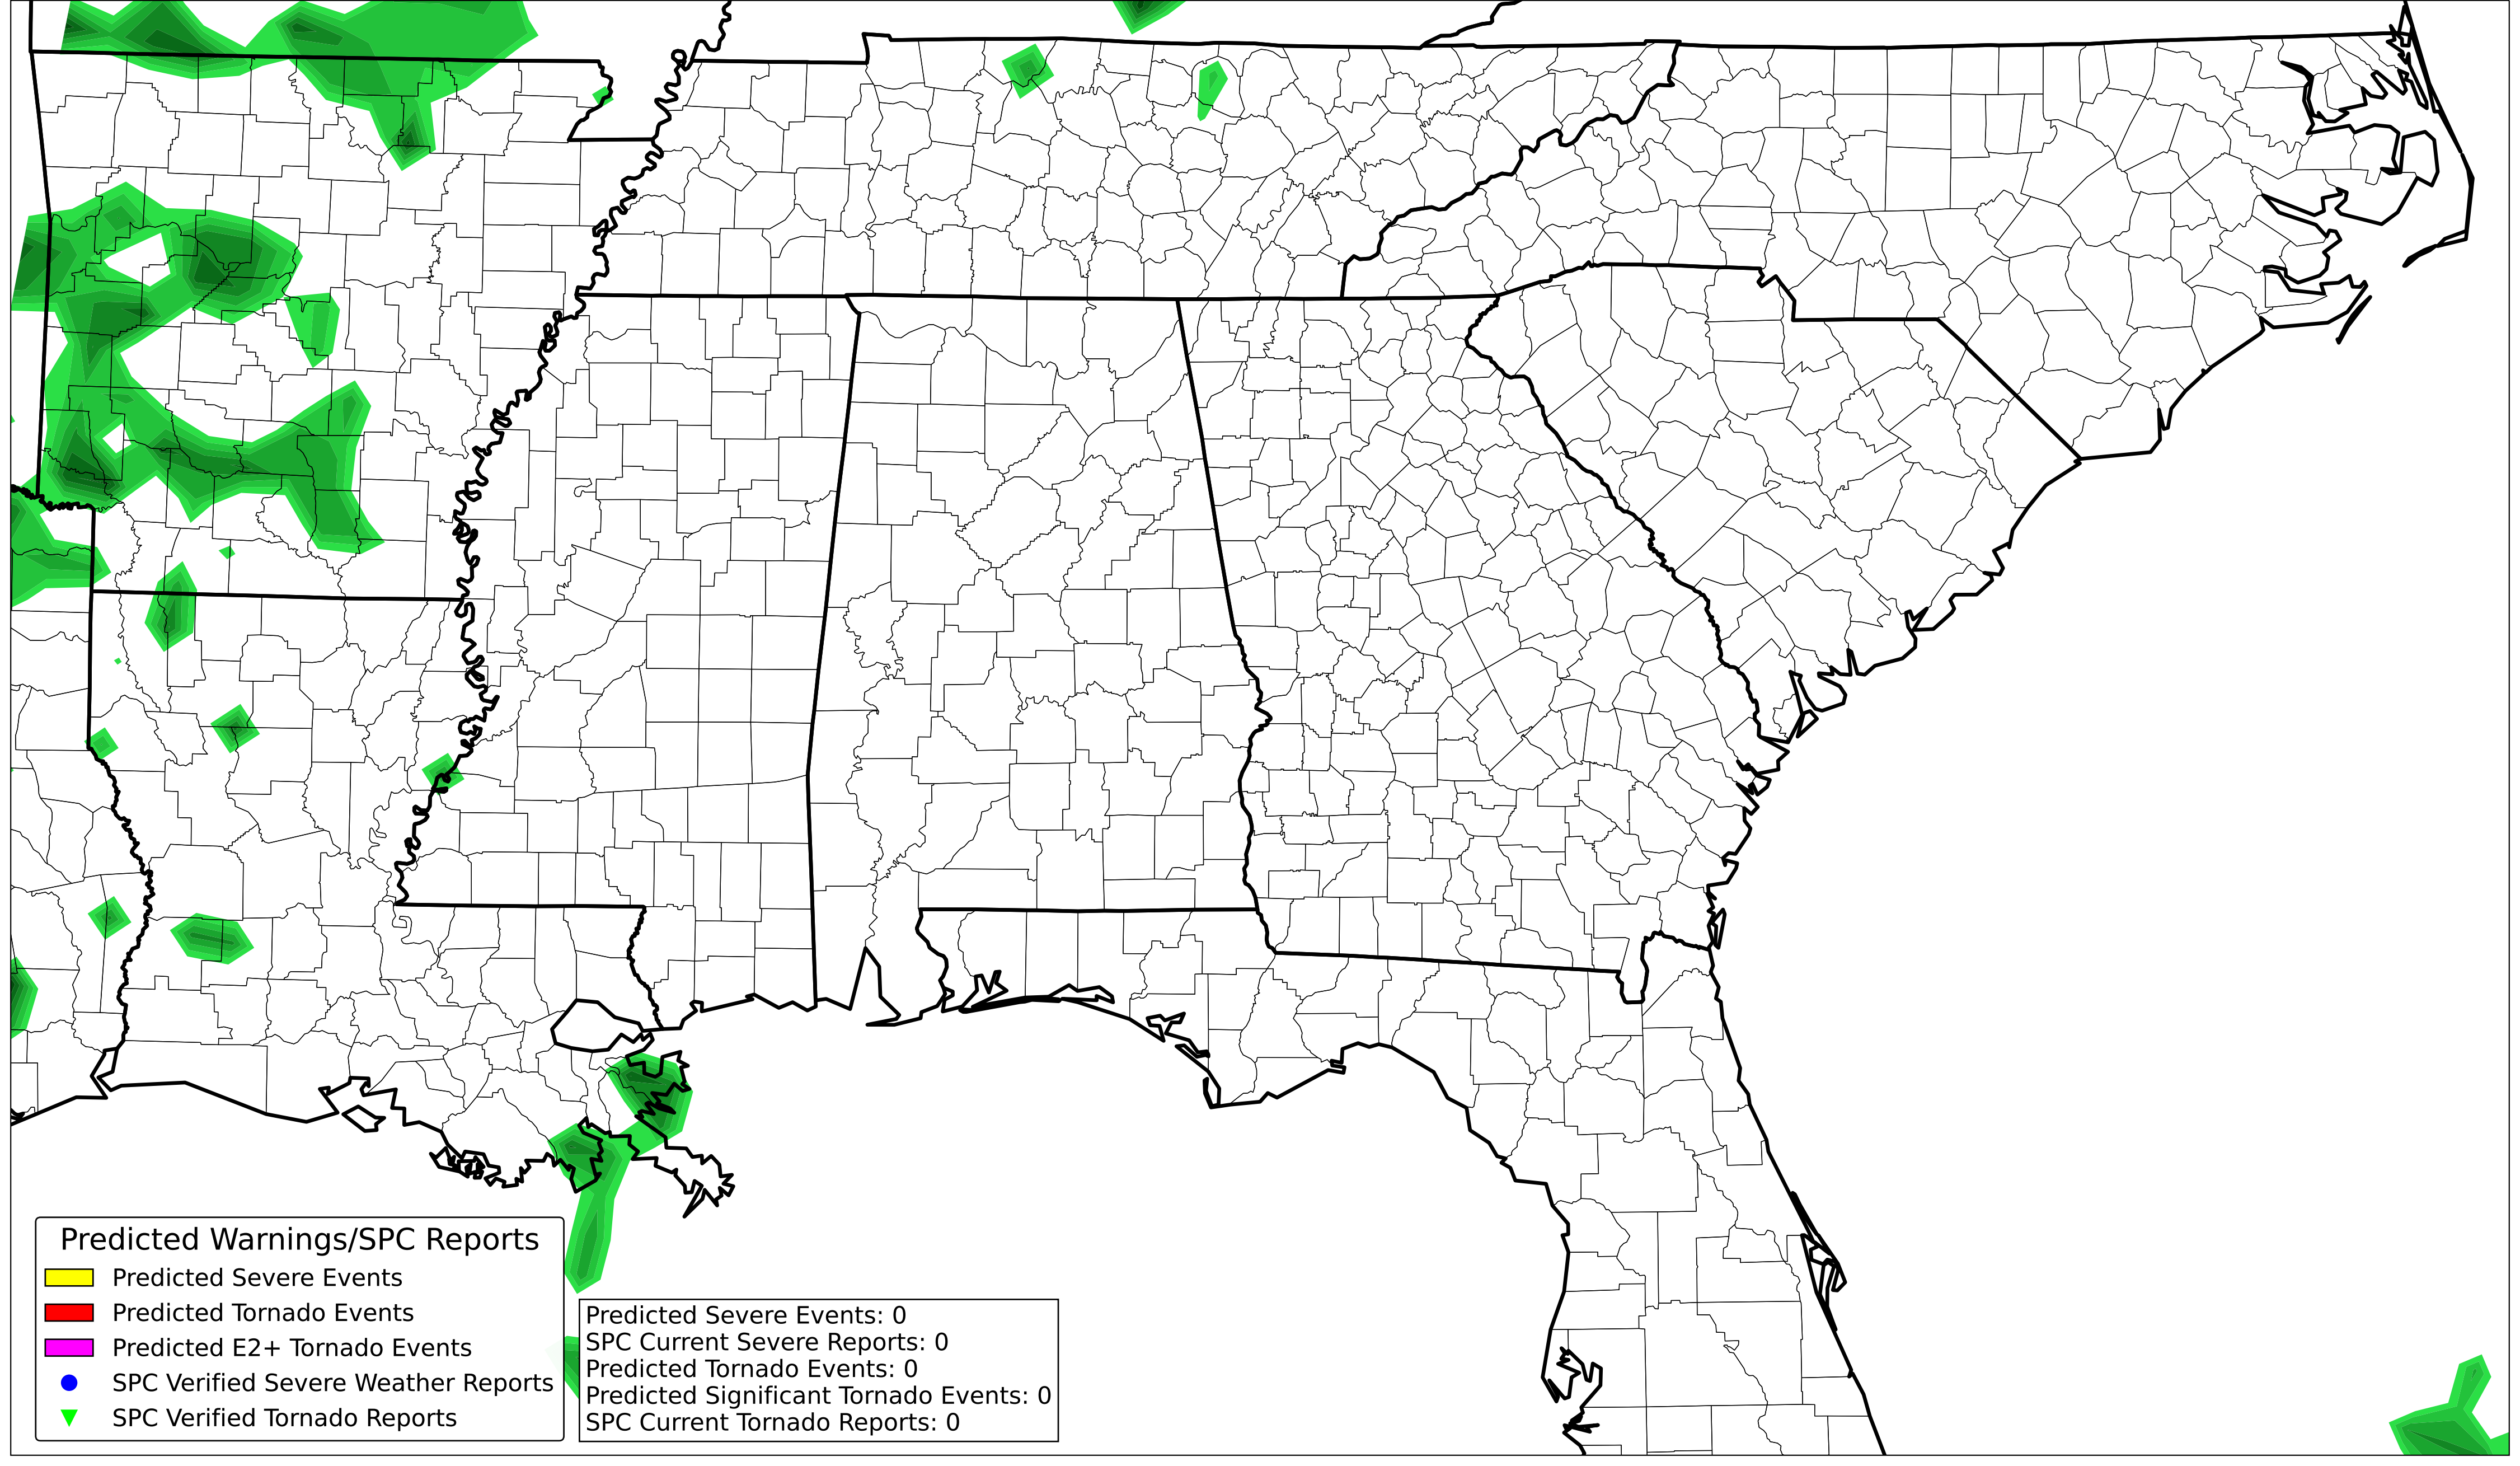 Predicted Warnings/SPC Reports
Predicted Severe Events
Predicted Tornado Events
Predicted E2+ Tornado Events
SPC Verified Severe Weather Reports
SPC Verified Tornado Reports
Predicted Severe Events: 0
SPC Current Severe Reports: 0
Predicted Tornado Events: 0
Predicted Significant Tornado Events: 0
SPC Current Tornado Reports: 0